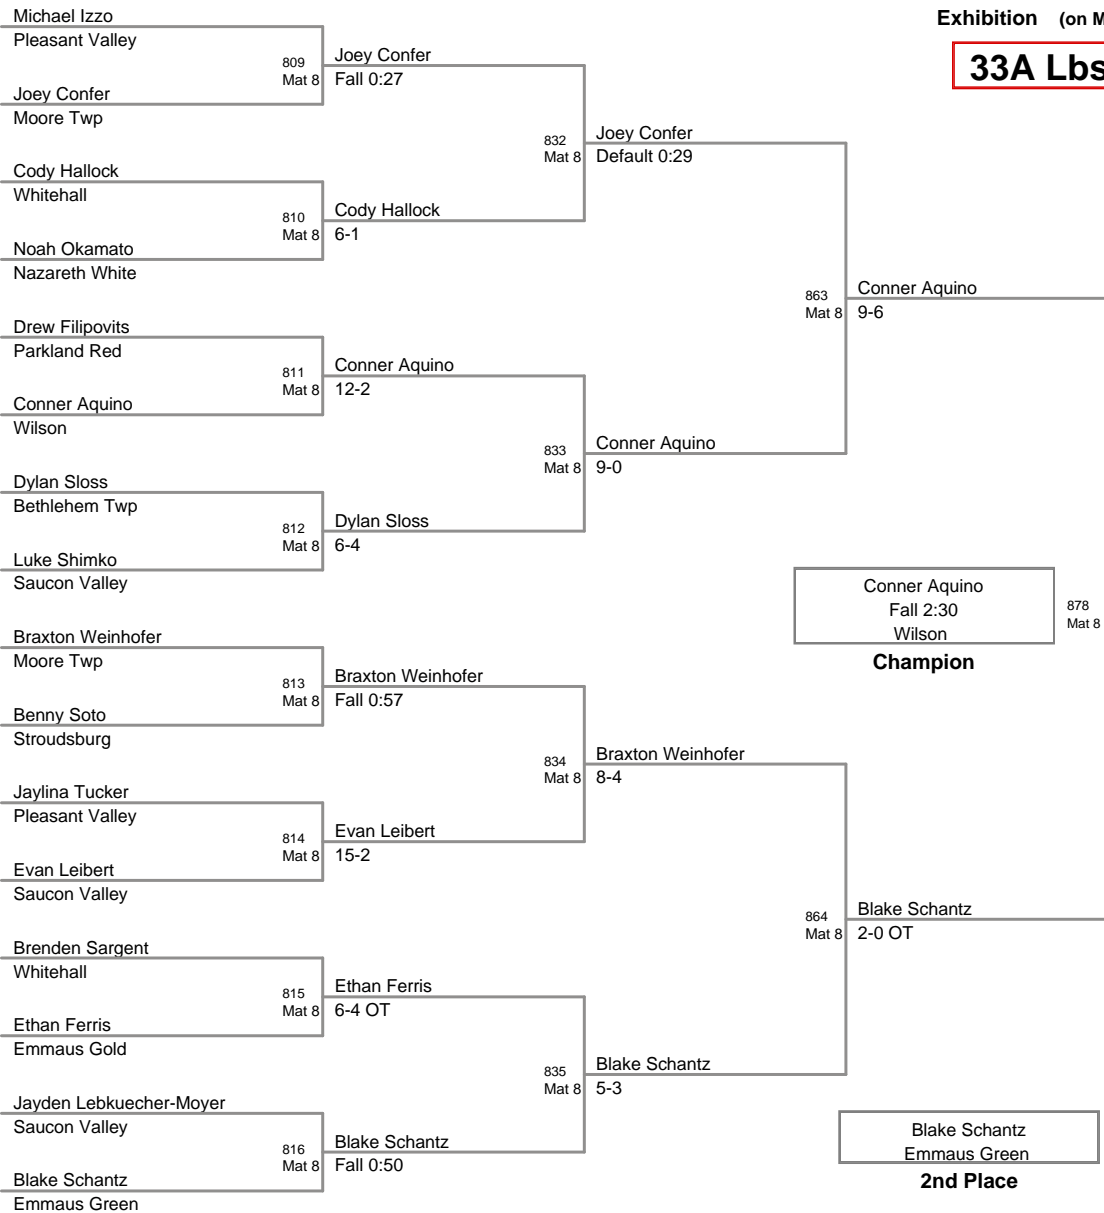 Exhibition (on M
33A Lbs
Michael Izzo
Pleasant Valley
809
Mat 8
Joey Confer
Fall 0:27
Joey Confer
Moore Twp
832
Mat 8
Joey Confer
Default 0:29
Cody Hallock
Whitehall
810
Mat 8
Cody Hallock
6-1
Noah Okamato
Nazareth White
863
Mat 8
Conner Aquino
9-6
Drew Filipovits
Parkland Red
811
Mat 8
Conner Aquino
12-2
Conner Aquino
Wilson
833
Mat 8
Conner Aquino
9-0
Dylan Sloss
Bethlehem Twp
812
Mat 8
Dylan Sloss
6-4
Luke Shimko
Saucon Valley
Conner Aquino
Fall 2:30
Wilson
878
Mat 8
Champion
Braxton Weinhofer
Moore Twp
813
Mat 8
Braxton Weinhofer
Fall 0:57
Benny Soto
Stroudsburg
834
Mat 8
Braxton Weinhofer
8-4
Jaylina Tucker
Pleasant Valley
814
Mat 8
Evan Leibert
15-2
Evan Leibert
Saucon Valley
864
Mat 8
Blake Schantz
2-0 OT
Brenden Sargent
Whitehall
815
Mat 8
Ethan Ferris
6-4 OT
Ethan Ferris
Emmaus Gold
835
Mat 8
Blake Schantz
5-3
Jayden Lebkuecher-Moyer
Saucon Valley
816
Mat 8
Blake Schantz
Fall 0:50
Blake Schantz
Emmaus Green
Blake Schantz
Emmaus Green
2nd Place